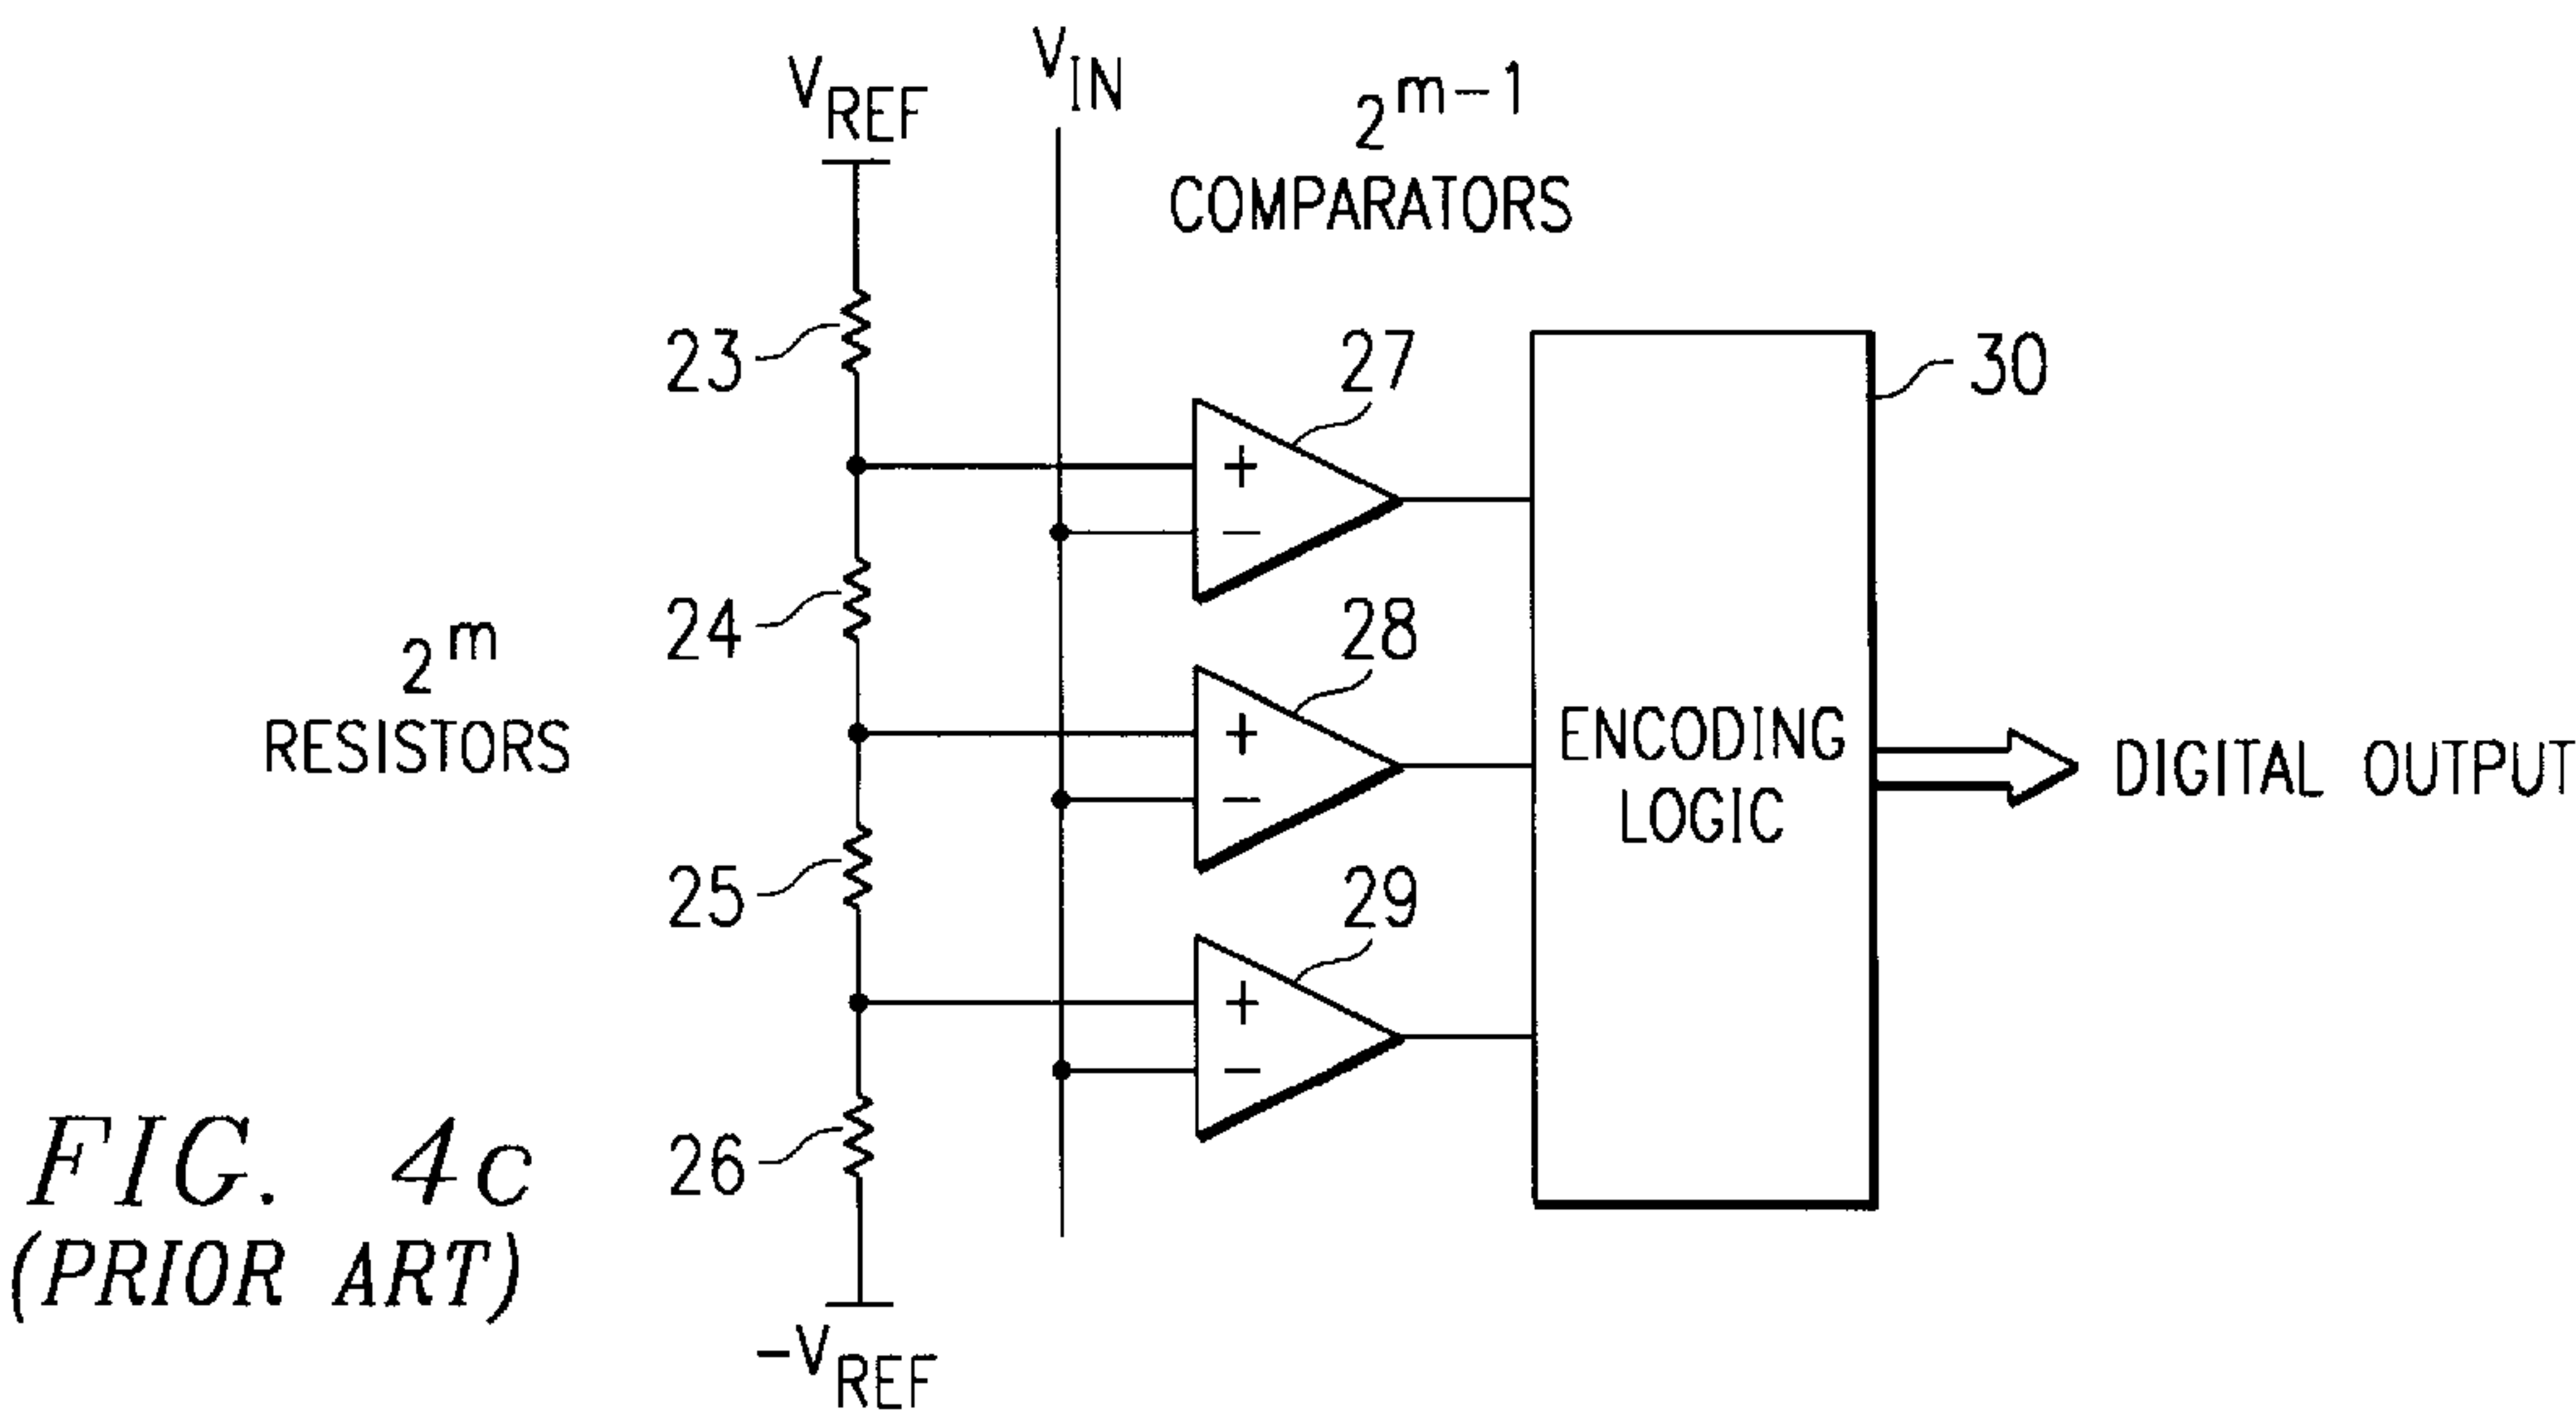 V_REF
V_IN
2^{m-1}
COMPARATORS
23
27
30
24
28
2^m
RESISTORS
ENCODING
LOGIC
DIGITAL OUTPUT
25
29
26
+
−
+
−
+
−
-V_REF
FIG. 4c
(PRIOR ART)